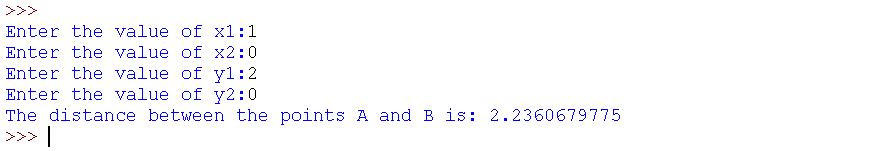 >>>
Enter the value of x1:1
Enter the value of x2:0
Enter the value of y1:2
Enter the value of y2:0
The distance between the points A and B is: 2.2360679775
>>>